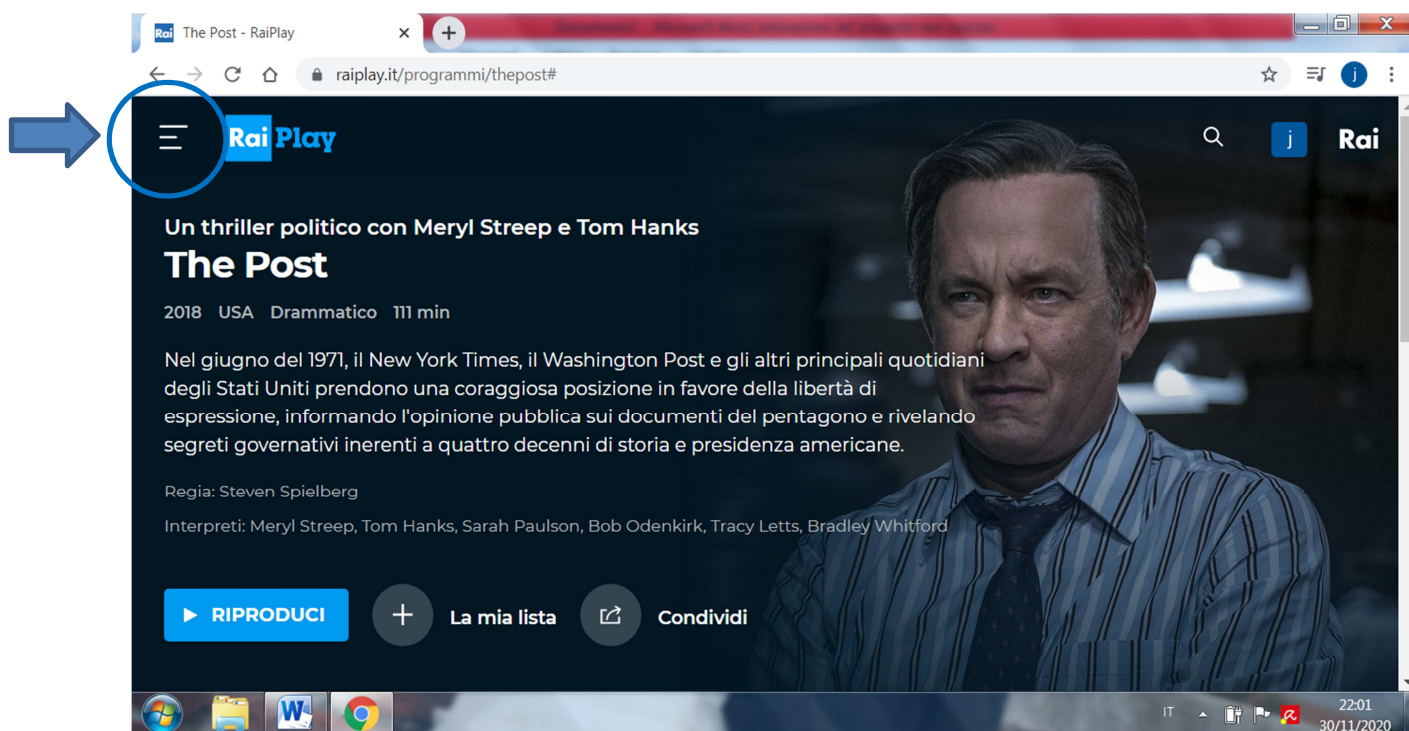 Rai The Post - RaiPlay
raiplay.it/programmi/thepost#
j
Rai Play
j
Rai
Un thriller politico con Meryl Streep e Tom Hanks
The Post
2018 USA Drammatico 111 min
Nel giugno del 1971, il New York Times, il Washington Post e gli altri principali quotidiani
degli Stati Uniti prendono una coraggiosa posizione in favore della libertà di
espressione, informando l'opinione pubblica sui documenti del pentagono e rivelando
segreti governativi inerenti a quattro decenni di storia e presidenza americane.
Regia: Steven Spielberg
Interpreti: Meryl Streep, Tom Hanks, Sarah Paulson, Bob Odenkirk, Tracy Letts, Bradley Whitford
RIPRODUCI
La mia lista
Condividi
W
IT
22:01
30/11/2020